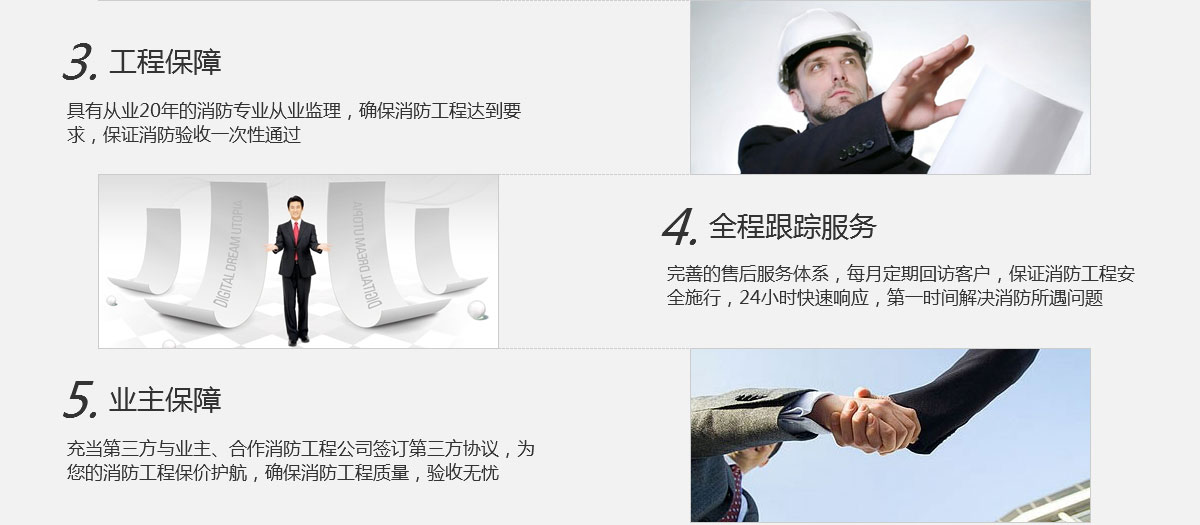 3. 工程保障
具有从业20年的消防专业从业监理，确保消防工程达到要
求，保证消防验收一次性通过
DIGITAL DREAM UTOPIA
DIGITAL DREAM UTOPIA
4. 全程跟踪服务
完善的售后服务体系，每月定期回访客户，保证消防工程安
全施行，24小时快速响应，第一时间解决消防所遇问题
5. 业主保障
充当第三方与业主、合作消防工程公司签订第三方协议，为
您的消防工程保价护航，确保消防工程质量，验收无忧